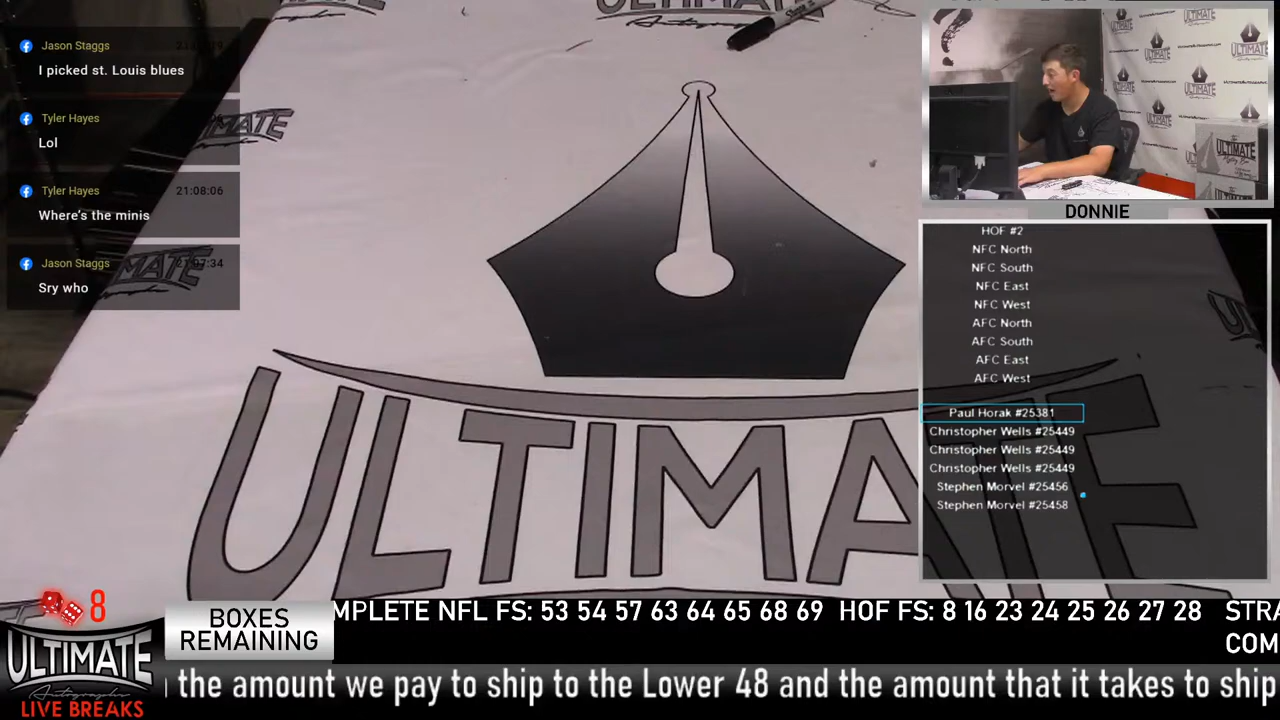 Jason Staggs
I picked st. Louis blues
Tyler Hayes
Lol
Tyler Hayes 21:08:06
Where's the minis
Jason Staggs
Sry who
ULTIMATE
ULTIMATE
DONNIE
HOF #2
NFC North
NFC South
NFC East
NFC West
AFC North
AFC South
AFC East
AFC West
Paul Horak #25381
Christopher Wells #25449
Christopher Wells #25449
Christopher Wells #25449
Stephen Morvel #25456
Stephen Morvel #25458
ULTIMATE
8
ULTIMATE
Autographs
LIVE BREAKS
BOXES
REMAINING
MPLETE NFL FS: 53 54 57 63 64 65 68 69 HOF FS: 8 16 23 24 25 26 27 28 STRA
COM
the amount we pay to ship to the Lower 48 and the amount that it takes to ship